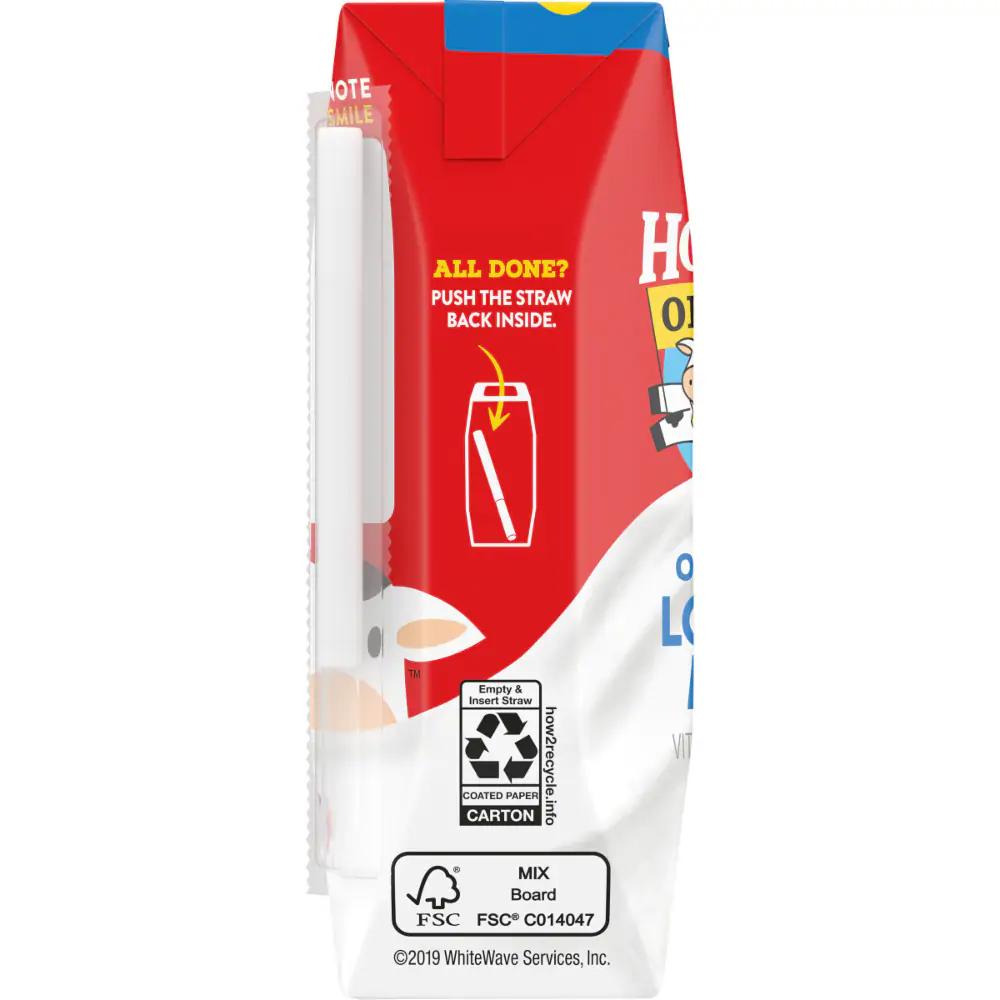 SMILE
ALL DONE?
PUSH THE STRAW
BACK INSIDE.
TM
Empty &
Insert Straw
how2recycle.info
COATED PAPER
CARTON
FSC®
MIX
Board
FSC® C014047
©2019 WhiteWave Services, Inc.